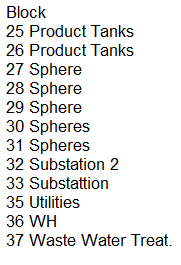 Block
25 Product Tanks
26 Product Tanks
27 Sphere
28 Sphere
29 Sphere
30 Spheres
31 Spheres
32 Substation 2
33 Substattion
35 Utilities
36 WH
37 Waste Water Treat.